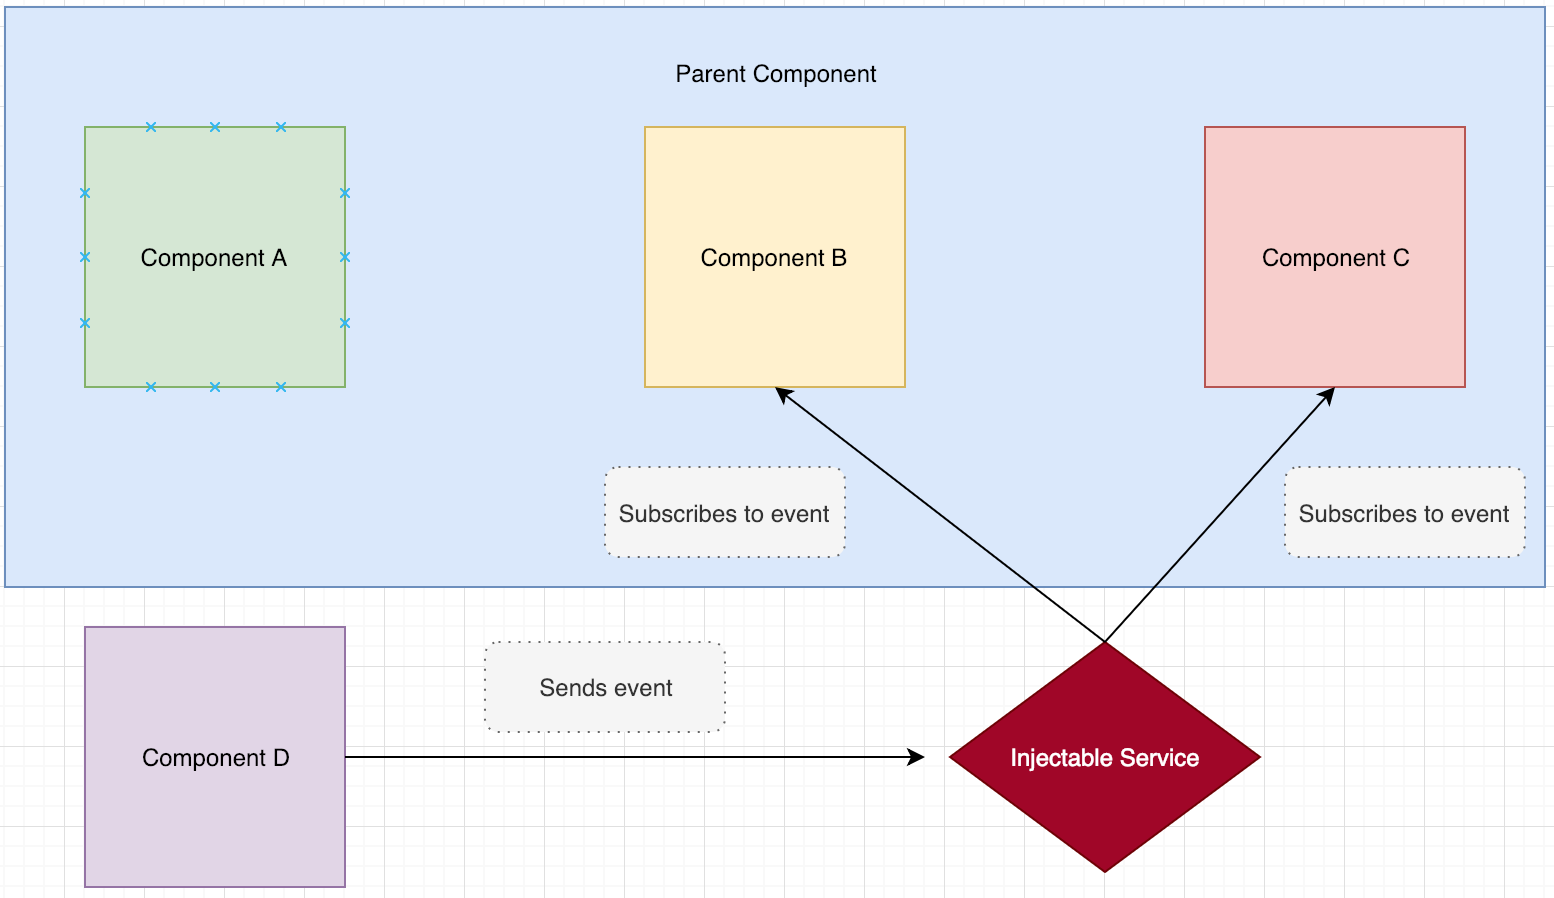 Parent Component
Component A
Component B
Component C
Subscribes to event
Subscribes to event
Sends event
Component D
Injectable Service